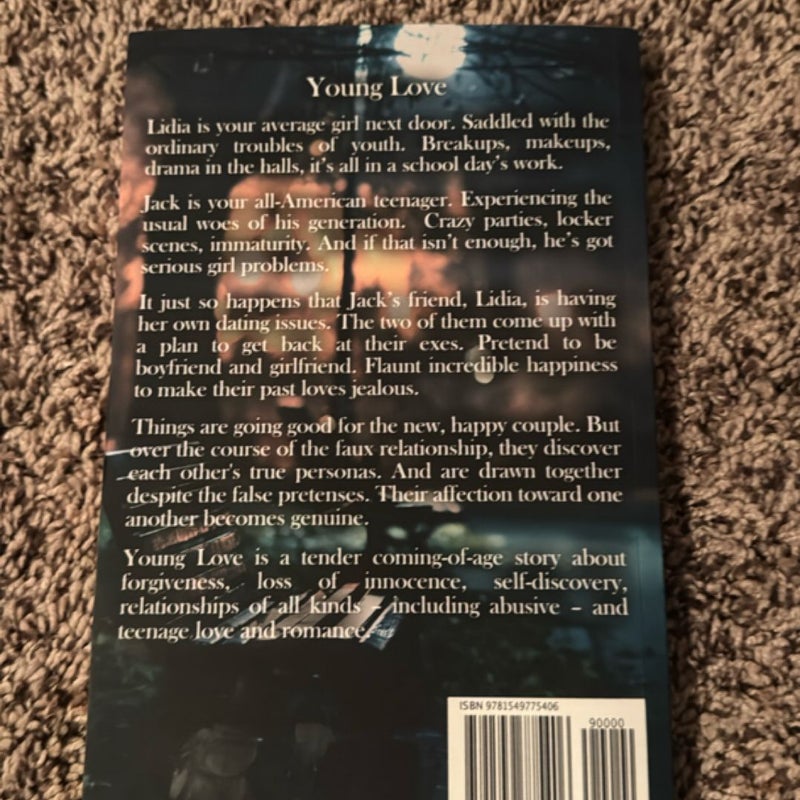 Young Love
Lidia is your average girl next door. Saddled with the
ordinary troubles of youth. Breakups, makeups,
drama in the halls, it's all in a school day's work.
Jack is your all-American teenager. Experiencing the
usual woes of his generation. Crazy parties, locker
scenes, immaturity. And if that isn't enough, he's got
serious girl problems.
It just so happens that Jack's friend, Lidia, is having
her own dating issues. The two of them come up with
a plan to get back at their exes. Pretend to be
boyfriend and girlfriend. Flaunt incredible happiness
to make their past loves jealous.
Things are going good for the new, happy couple. But
over the course of the faux relationship, they discover
each other's true personas. And are drawn together
despite the false pretenses. Their affection toward one
another becomes genuine.
Young Love is a tender coming-of-age story about
forgiveness, loss of innocence, self-discovery,
relationships of all kinds – including abusive – and
teenage love and romance.
ISBN 9781549775406
90000